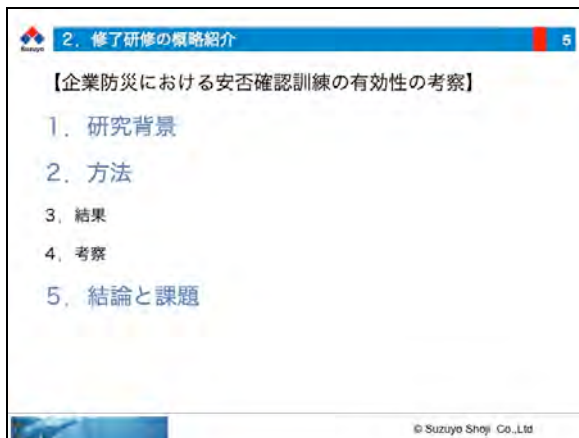 Suzuyo
2．修了研修の概略紹介
5
【企業防災における安否確認訓練の有効性の考察】
1．研究背景
2．方法
3．結果
4．考察
5．結論と課題
© Suzuyo Shoji Co.,Ltd